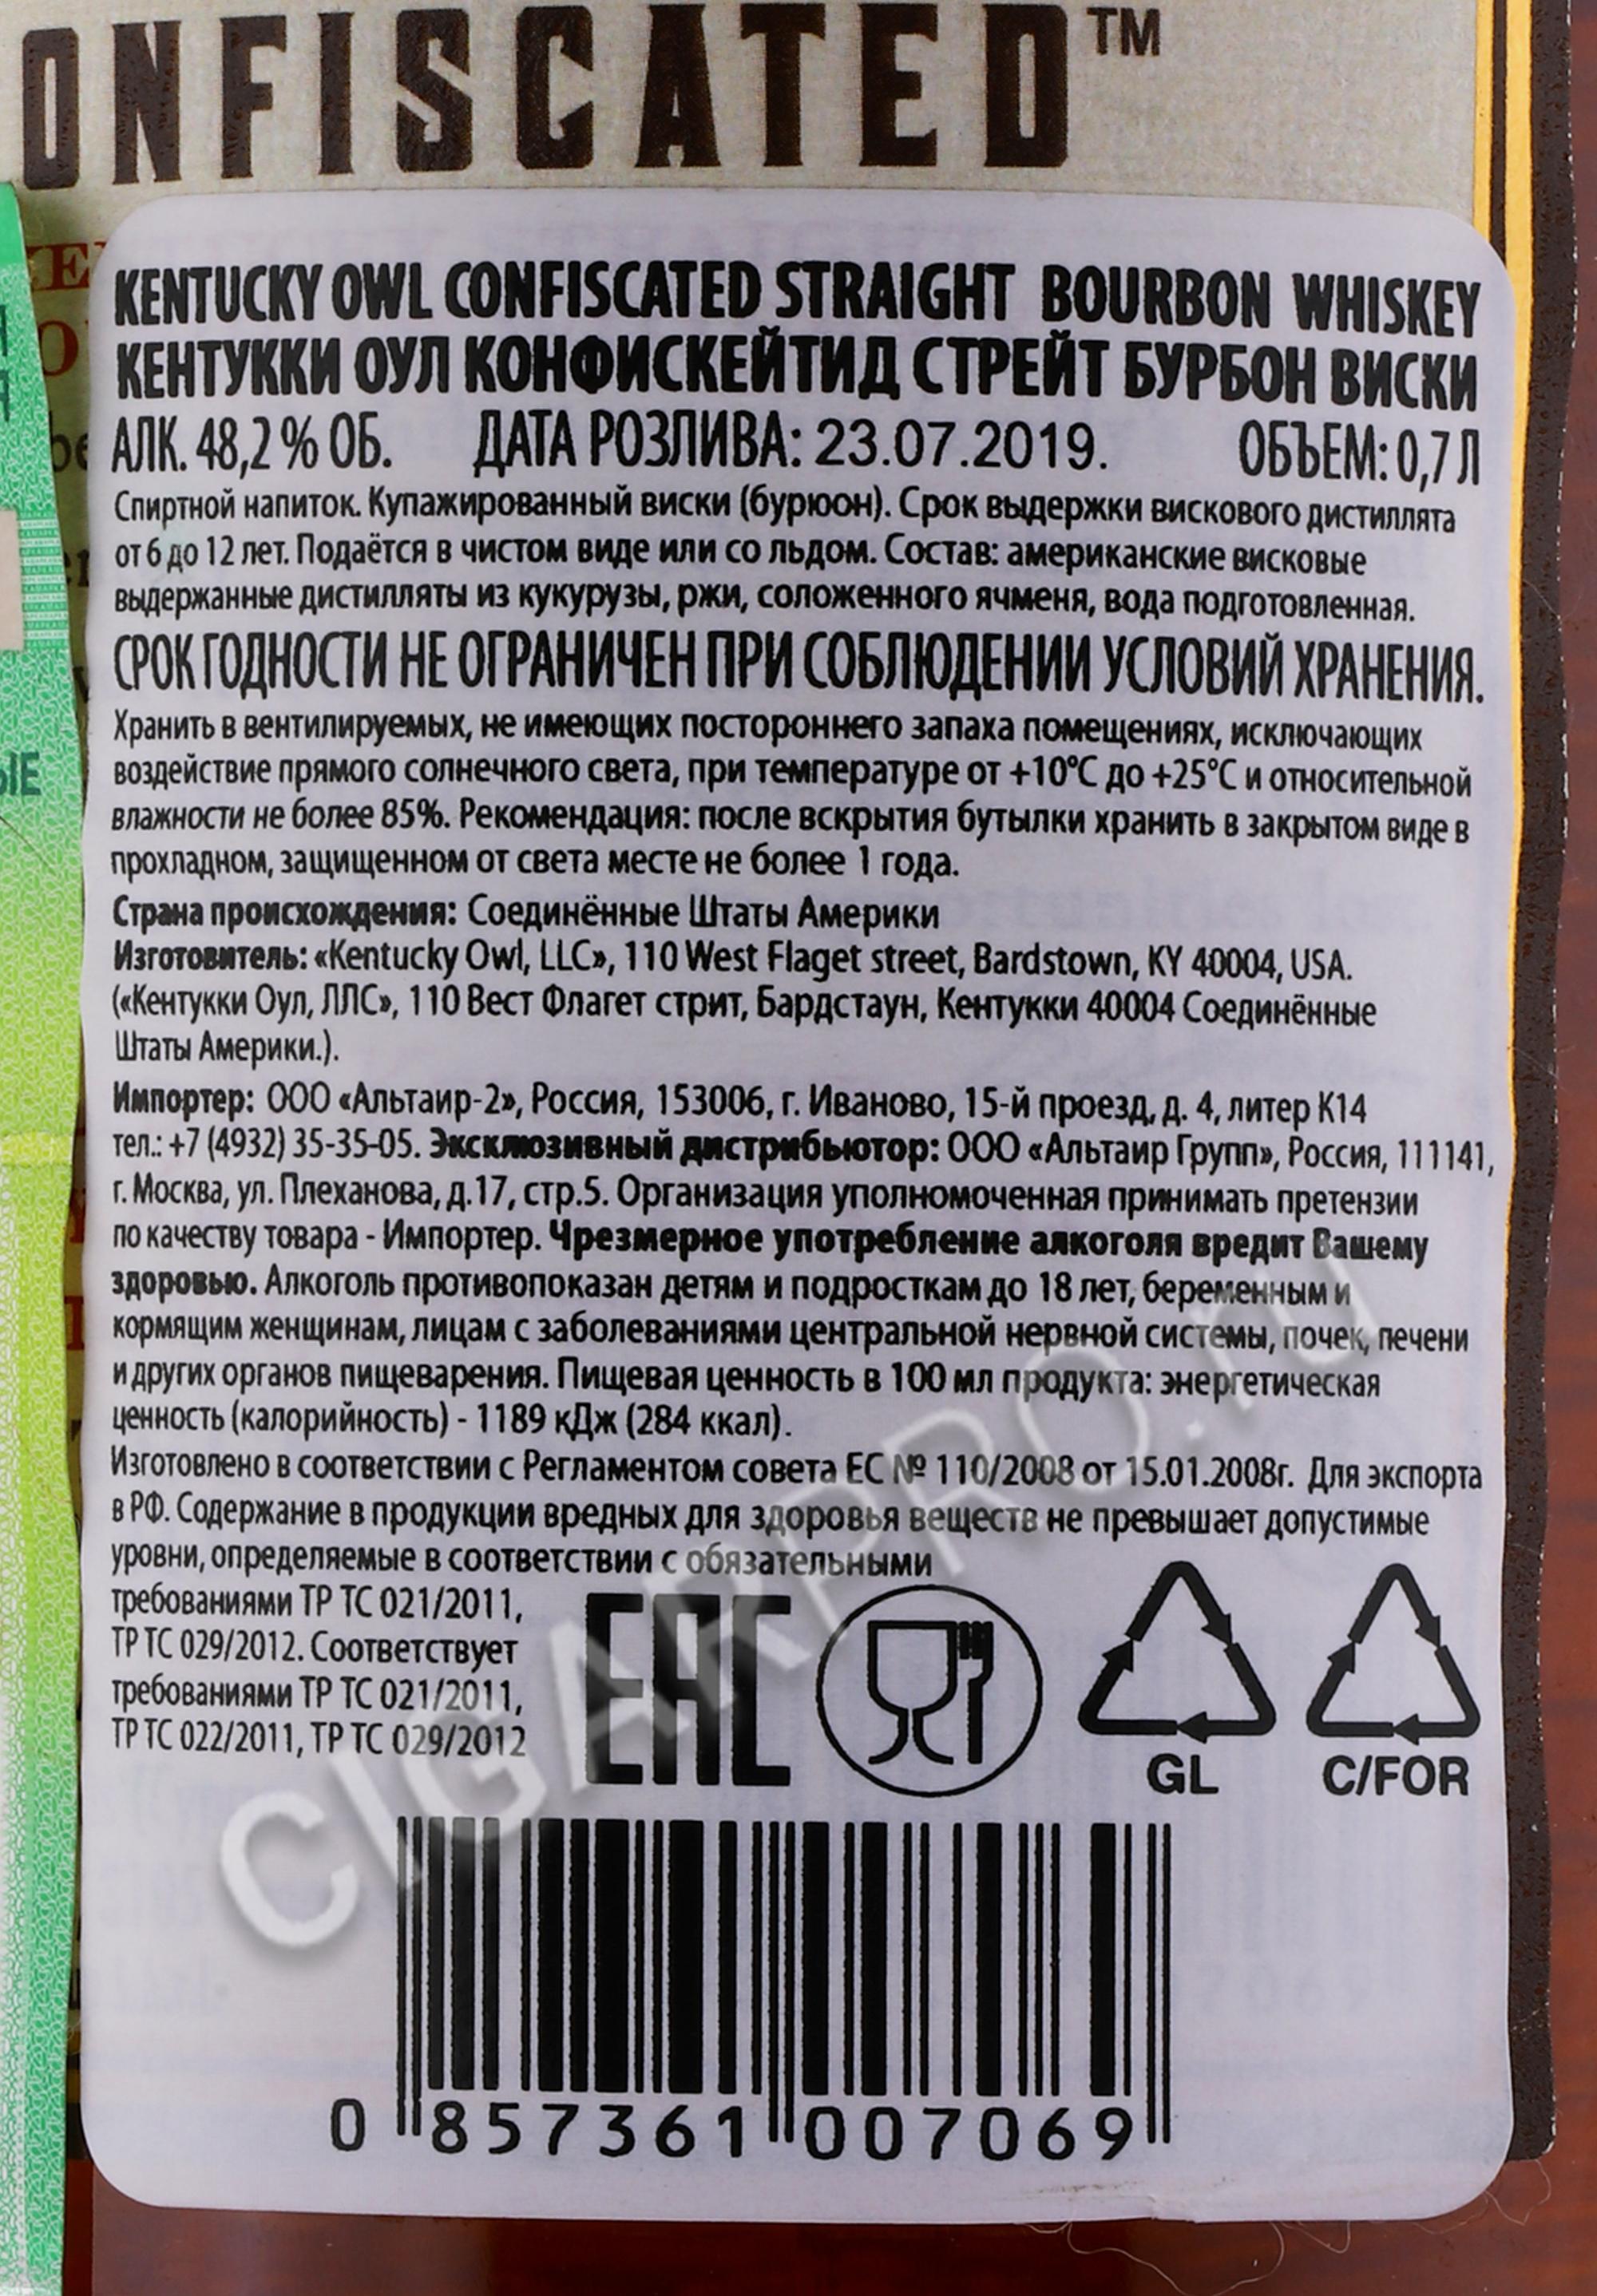 ONFISCATED™
KENTUCKY OWL CONFISCATED STRAIGHT BOURBON WHISKEY
КЕНТУККИ ОУЛ КОНФИСКЕЙТИД СТРЕЙТ БУРБОН ВИСКИ
АЛК. 48,2 % ОБ. ДАТА РОЗЛИВА: 23.07.2019. ОБЪЕМ: 0,7 Л
Спиртной напиток. Купажированный виски (бурюон). Срок выдержки вискового дистиллята
от 6 до 12 лет. Подаётся в чистом виде или со льдом. Состав: американские висковые
выдержанные дистилляты из кукурузы, ржи, соложенного ячменя, вода подготовленная.
СРОК ГОДНОСТИ НЕ ОГРАНИЧЕН ПРИ СОБЛЮДЕНИИ УСЛОВИЙ ХРАНЕНИЯ.
Хранить в вентилируемых, не имеющих постороннего запаха помещениях, исключающих
воздействие прямого солнечного света, при температуре от +10°С до +25°С и относительной
влажности не более 85%. Рекомендация: после вскрытия бутылки хранить в закрытом виде в
прохладном, защищенном от света месте не более 1 года.
Страна происхождения: Соединённые Штаты Америки
Изготовитель: «Kentucky Owl, LLC», 110 West Flaget street, Bardstown, KY 40004, USA.
(«Кентукки Оул, ЛЛС», 110 Вест Флагет стрит, Бардстаун, Кентукки 40004 Соединённые
Штаты Америки.).
Импортер: ООО «Альтаир-2», Россия, 153006, г. Иваново, 15-й проезд, д. 4, литер К14
тел.: +7 (4932) 35-35-05. Эксклюзивный дистрибьютор: ООО «Альтаир Групп», Россия, 111141,
г. Москва, ул. Плеханова, д.17, стр.5. Организация уполномоченная принимать претензии
по качеству товара - Импортер. Чрезмерное употребление алкоголя вредит Вашему
здоровью. Алкоголь противопоказан детям и подросткам до 18 лет, беременным и
кормящим женщинам, лицам с заболеваниями центральной нервной системы, почек, печени
и других органов пищеварения. Пищевая ценность в 100 мл продукта: энергетическая
ценность (калорийность) - 1189 кДж (284 ккал).
Изготовлено в соответствии с Регламентом совета ЕС № 110/2008 от 15.01.2008г. Для экспорта
в РФ. Содержание в продукции вредных для здоровья веществ не превышает допустимые
уровни, определяемые в соответствии с обязательными
требованиями ТР ТС 021/2011,
ТР ТС 029/2012. Соответствует
требованиями ТР ТС 021/2011,
ТР ТС 022/2011, ТР ТС 029/2012
EAC
GL
C/FOR
CIGARPRO.ru
0 857361 007069